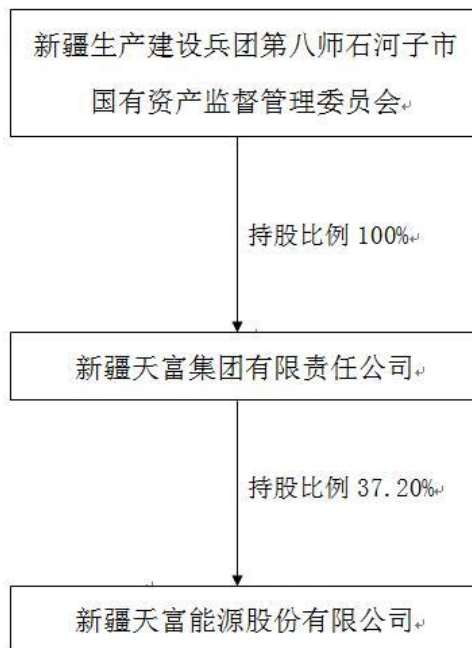 新疆生产建设兵团第八师石河子市
国有资产监督管理委员会
持股比例 100%
新疆天富集团有限责任公司
持股比例 37.20%
新疆天富能源股份有限公司